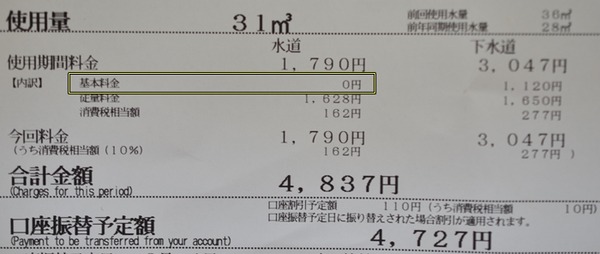 使用量 31㎥ 前回使用水量 36㎥
前年同期使用水量 28㎥
水道 下水道
使用期間料金 1,790円 3,047円
【内訳】 基本料金 0円 1,120円
従量料金 1,628円 1,650円
消費税相当額 162円 277円
今回料金 1,790円 3,047円
(うち消費税相当額(10%) 162円 277円)
合計金額 4,837円
(Charges for this period)
口座割引予定額 110円(うち消費税相当額 10円)
口座振替予定日に振り替えされた場合割引が適用されます。
口座振替予定額 4,727円
(Payment to be transferred from your account)